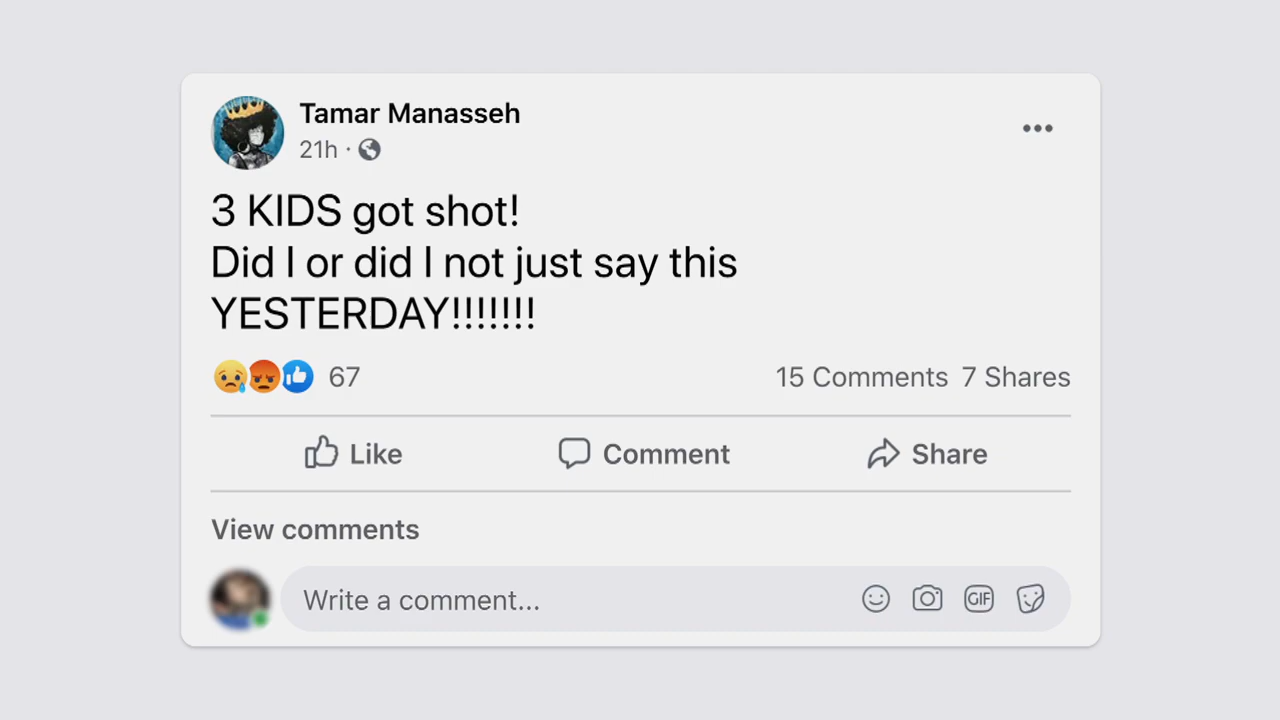 Tamar Manasseh
21h ·
3 KIDS got shot!
Did I or did I not just say this
YESTERDAY!!!!!!!
67
15 Comments 7 Shares
Like Comment Share
View comments
Write a comment...
GIF